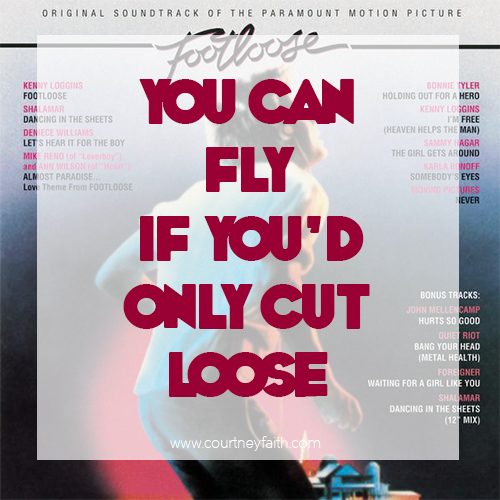 ORIGINAL SOUNDTRACK OF THE PARAMOUNT MOTION PICTURE
Footloose
KENNY LOGGINS
FOOTLOOSE
SHALAMAR
DANCING IN THE SHEETS
DENIECE WILLIAMS
LET'S HEAR IT FOR THE BOY
MIKE RENO (of "Loverboy")
and ANN WILSON (of "Heart")
ALMOST PARADISE...
Love Theme From FOOTLOOSE
BONNIE TYLER
HOLDING OUT FOR A HERO
KENNY LOGGINS
I'M FREE
(HEAVEN HELPS THE MAN)
SAMMY HAGAR
THE GIRL GETS AROUND
KARLA BONOFF
SOMEBODY'S EYES
MOVING PICTURES
NEVER
YOU CAN
FLY
IF YOU'D
ONLY CUT
LOOSE
BONUS TRACKS:
JOHN MELLENCAMP
HURTS SO GOOD
QUIET RIOT
BANG YOUR HEAD
(METAL HEALTH)
FOREIGNER
WAITING FOR A GIRL LIKE YOU
SHALAMAR
DANCING IN THE SHEETS
(12" MIX)
www.courtneyfaith.com